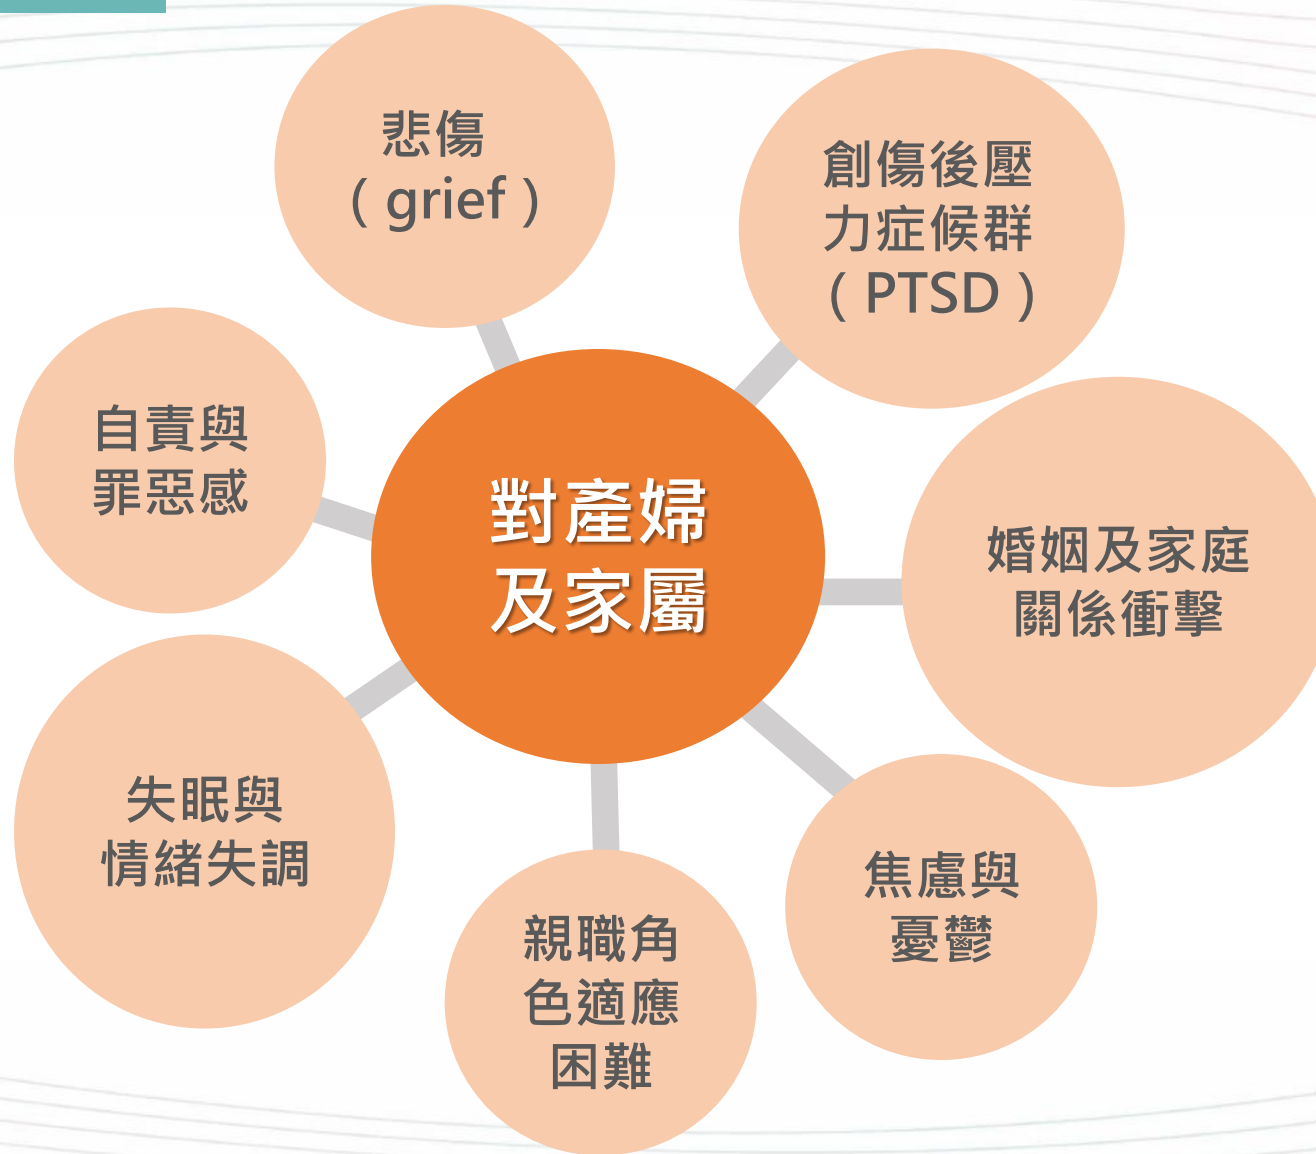 悲傷
（grief）
創傷後壓
力症候群
（PTSD）
自責與
罪惡感
對產婦
及家屬
婚姻及家庭
關係衝擊
失眠與
情緒失調
焦慮與
憂鬱
親職角
色適應
困難